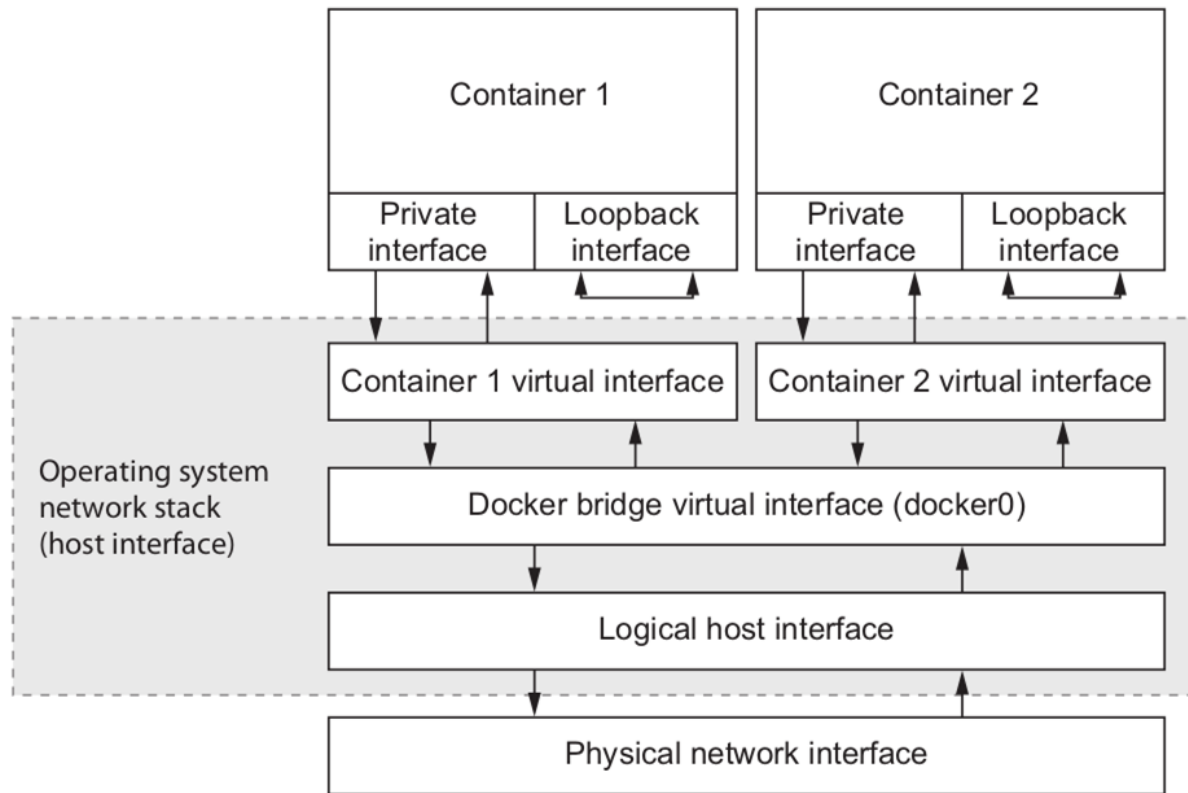 Container 1
Container 2
Private
interface
Loopback
interface
Private
interface
Loopback
interface
Container 1 virtual interface
Container 2 virtual interface
Operating system
network stack
(host interface)
Docker bridge virtual interface (docker0)
Logical host interface
Physical network interface